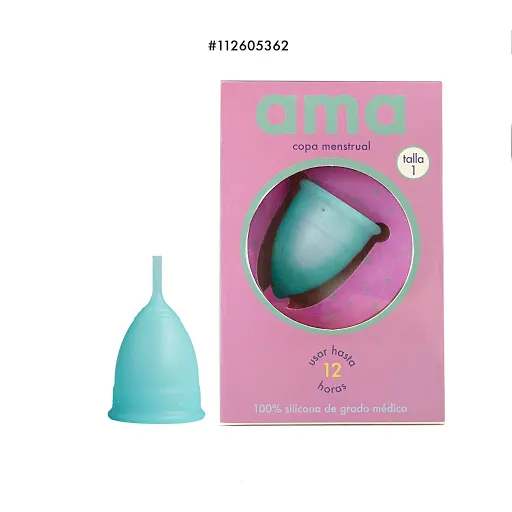 #112605362
ama
copa menstrual
talla
1
usar hasta
12
horas
100% silicona de grado médico